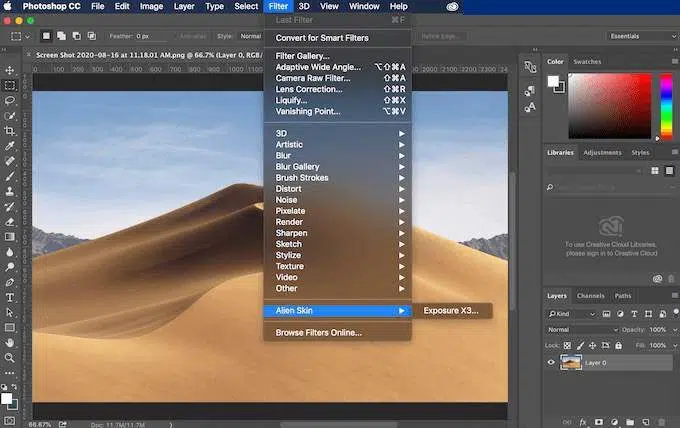 Photoshop CC File Edit Image Layer Type Select Filter 3D View Window Help
Feather: 0 px Style: Normal Refine Edge... Essentials
Screen Shot 2020-08-16 at 11.18.01 AM.png @ 66.7% (Layer 0, RGB/
Last Filter ⌘F
Convert for Smart Filters
Filter Gallery...
Adaptive Wide Angle... ⌥⇧⌘A
Camera Raw Filter... ⇧⌘A
Lens Correction... ⇧⌘R
Liquify... ⇧⌘X
Vanishing Point... ⌥⌘V
3D
Artistic
Blur
Blur Gallery
Brush Strokes
Distort
Noise
Pixelate
Render
Sharpen
Sketch
Stylize
Texture
Video
Other
Alien Skin
Exposure X3...
Browse Filters Online...
Color Swatches
Libraries Adjustments Styles
To use Creative Cloud Libraries,
please sign in to Creative Cloud
Layers Channels Paths
Kind
Normal Opacity: 100%
Lock: Fill: 100%
Layer 0
66.67% Doc: 11.7M/11.7M